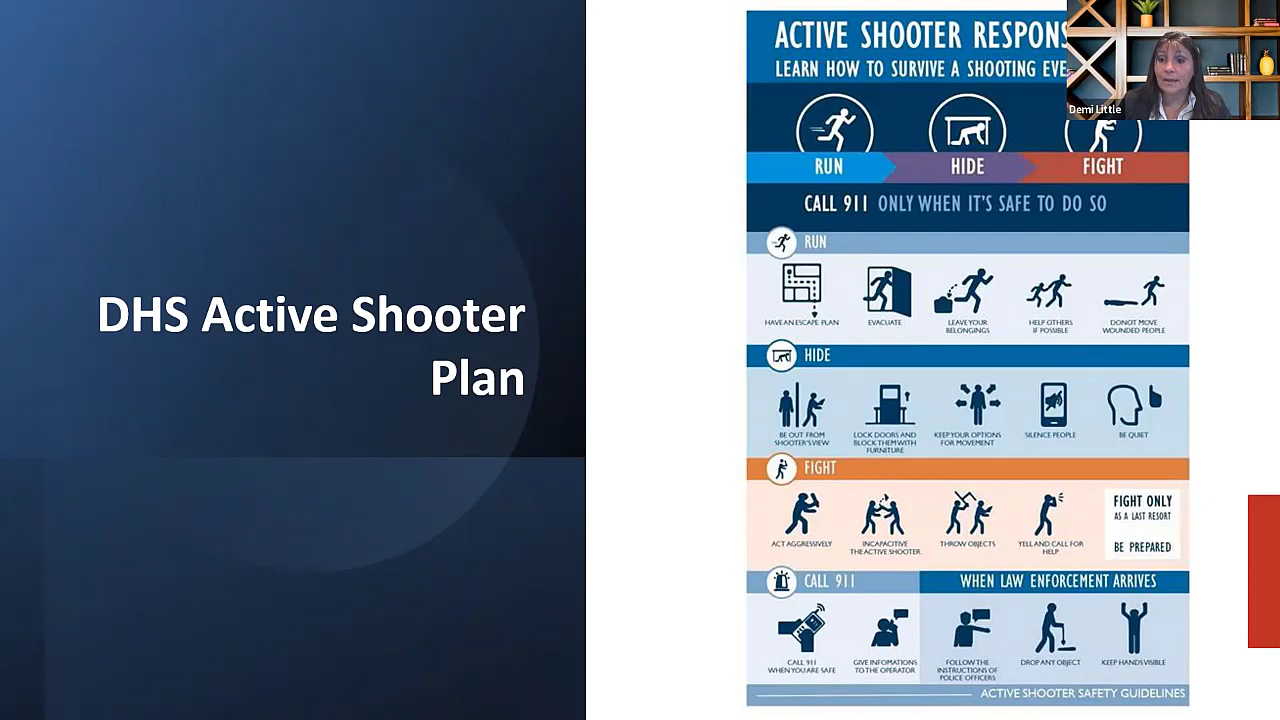 DHS Active Shooter
Plan
ACTIVE SHOOTER RESPONS
LEARN HOW TO SURVIVE A SHOOTING EVE
Demi Little
RUN
HIDE
FIGHT
CALL 911 ONLY WHEN IT'S SAFE TO DO SO
RUN
HAVE AN ESCAPE PLAN
EVACUATE
LEAVE YOUR
BELONGINGS
HELP OTHERS
IF POSSIBLE
DO NOT MOVE
WOUNDED PEOPLE
HIDE
BE OUT FROM
SHOOTER'S VIEW
LOCK DOORS AND
BLOCK THEM WITH
FURNITURE
KEEP YOUR OPTIONS
FOR MOVEMENT
SILENCE PEOPLE
BE QUIET
FIGHT
ACT AGGRESSIVELY
INCAPACITIVE
THE ACTIVE SHOOTER
THROW OBJECTS
YELL AND CALL FOR
HELP
FIGHT ONLY
AS A LAST RESORT
BE PREPARED
CALL 911
WHEN LAW ENFORCEMENT ARRIVES
CALL 911
WHEN YOU ARE SAFE
GIVE INFOMATIONS
TO THE OPERATOR
FOLLOW THE
INSTRUCTIONS OF
POLICE OFFICERS
DROP ANY OBJECT
KEEP HANDS VISIBLE
ACTIVE SHOOTER SAFETY GUIDELINES